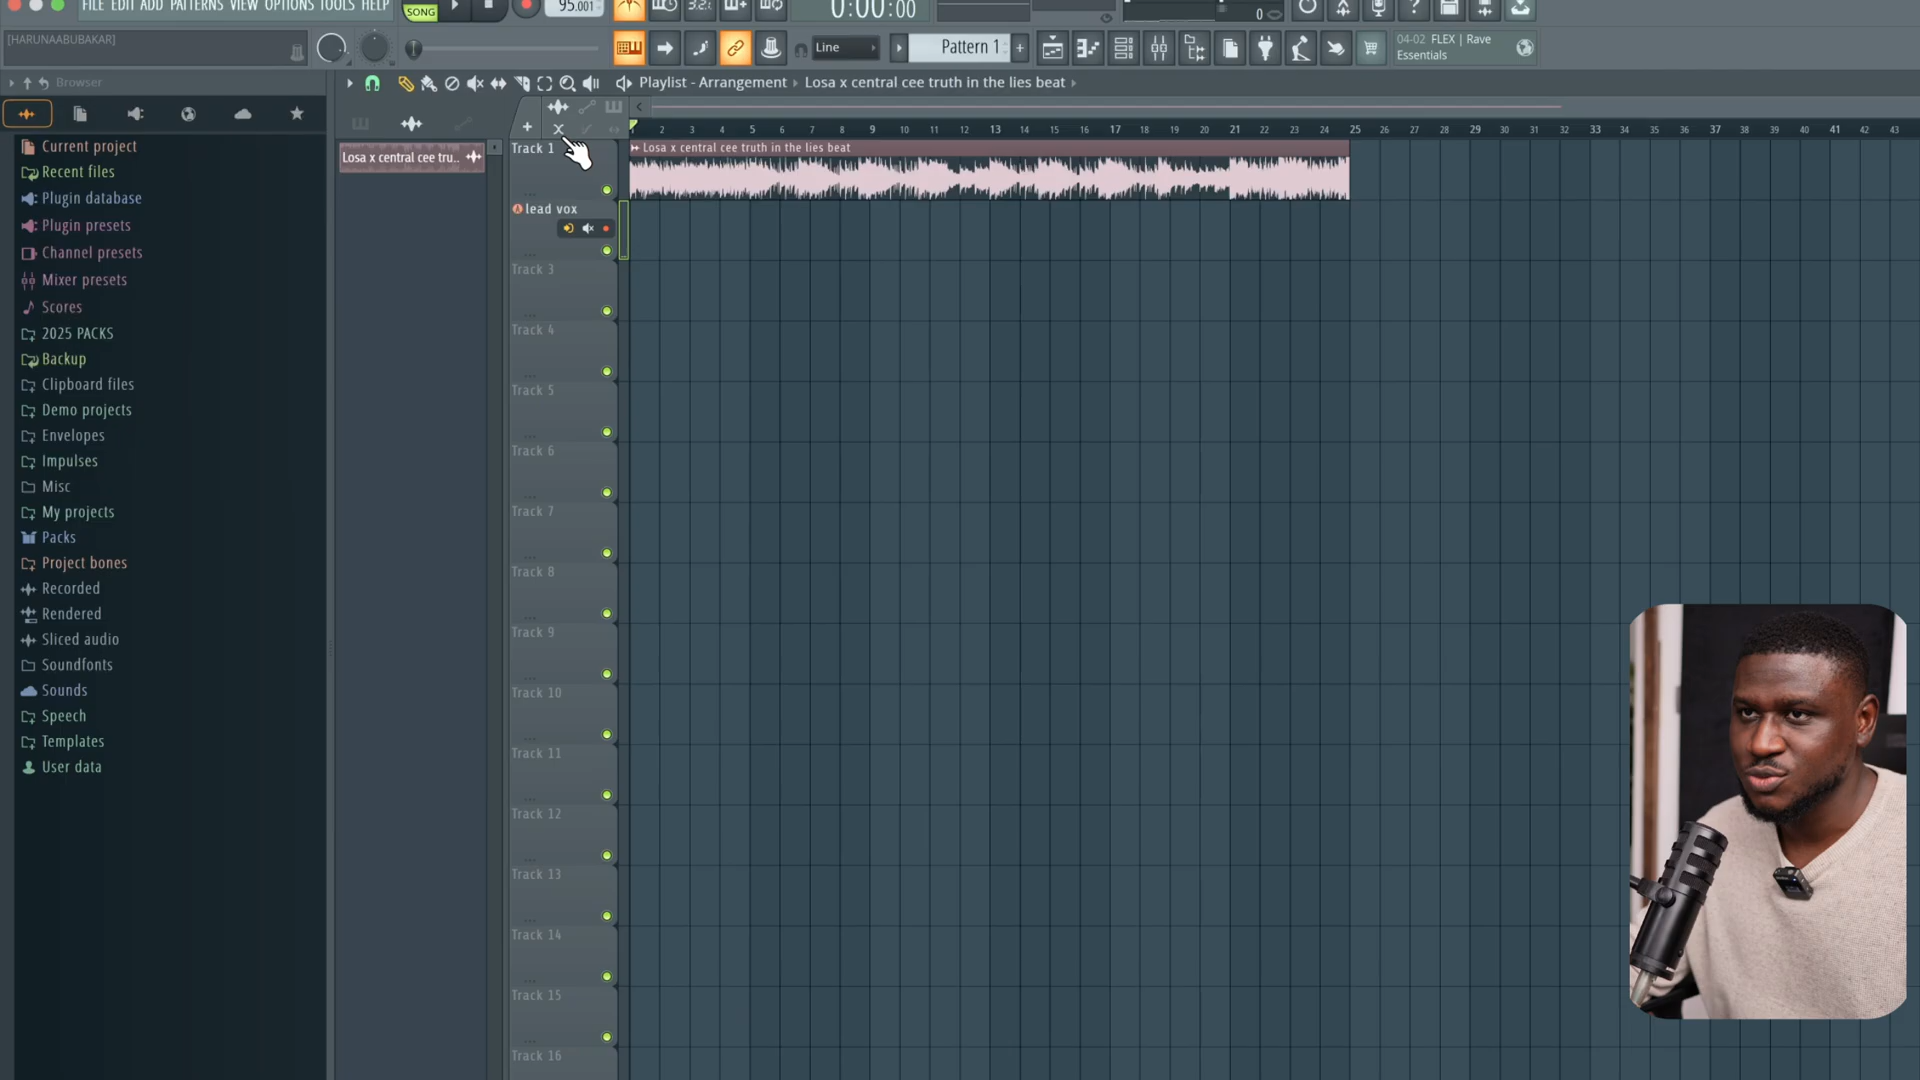 FILE EDIT ADD PATTERNS VIEW OPTIONS TOOLS HELP
SONG
95.001
3.2.
0:00:00
0
[HARUNAABUBAKAR]
Line
Pattern 1
04-02 FLEX | Rave
Essentials
Browser
Playlist - Arrangement
Losa x central cee truth in the lies beat
Current project
Recent files
Plugin database
Plugin presets
Channel presets
Mixer presets
Scores
2025 PACKS
Backup
Clipboard files
Demo projects
Envelopes
Impulses
Misc
My projects
Packs
Project bones
Recorded
Rendered
Sliced audio
Soundfonts
Sounds
Speech
Templates
User data
Losa x central cee tru..
1 2 3 4 5 6 7 8 9 10 11 12 13 14 15 16 17 18 19 20 21 22 23 24 25 26 27 28 29 30 31 32 33 34 35 36 37 38 39 40 41 42 43
Track 1
Losa x central cee truth in the lies beat
lead vox
Track 3
Track 4
Track 5
Track 6
Track 7
Track 8
Track 9
Track 10
Track 11
Track 12
Track 13
Track 14
Track 15
Track 16